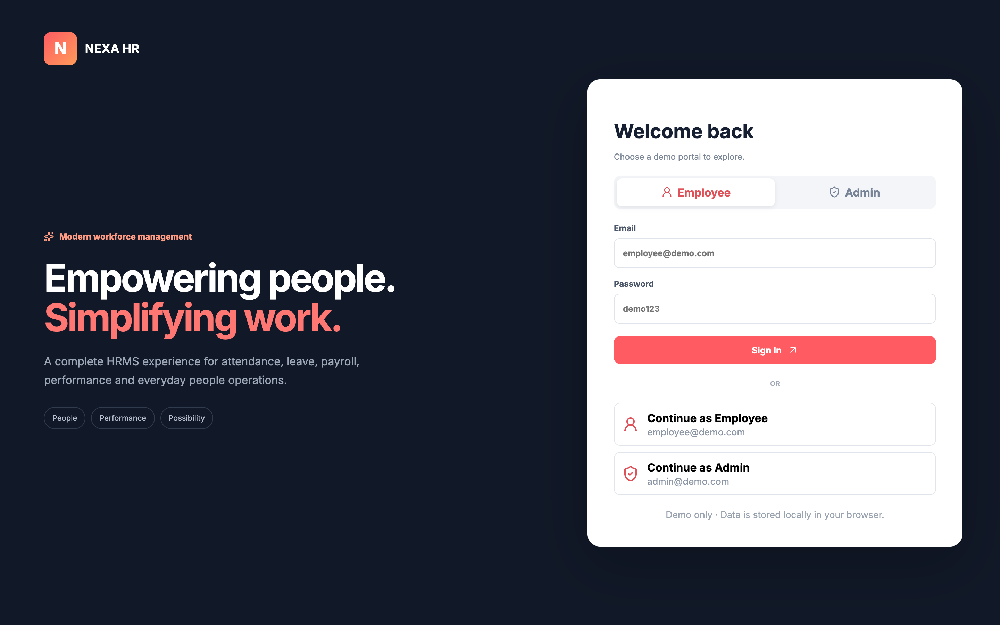 N
NEXA HR
Modern workforce management
Empowering people.
Simplifying work.
A complete HRMS experience for attendance, leave, payroll,
performance and everyday people operations.
People
Performance
Possibility
Welcome back
Choose a demo portal to explore.
Employee
Admin
Email
employee@demo.com
Password
demo123
Sign In
OR
Continue as Employee
employee@demo.com
Continue as Admin
admin@demo.com
Demo only · Data is stored locally in your browser.